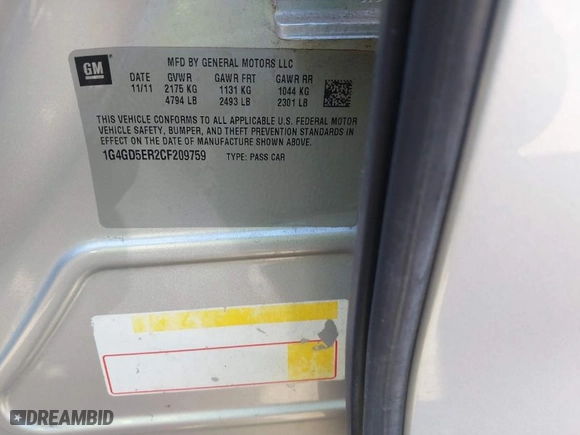 GM
MFD BY GENERAL MOTORS LLC
11/11 GVWR GAWR FRT GAWR RR
2175 KG 1131 KG 1044 KG
4794 LB 2493 LB 2301 LB
THIS VEHICLE CONFORMS TO ALL APPLICABLE U.S. FEDERAL MOTOR
VEHICLE SAFETY, BUMPER, AND THEFT PREVENTION STANDARDS IN
EFFECT ON THE DATE OF MANUFACTURE SHOWN ABOVE.
1G4GD5ER2CF209759 TYPE: PASS CAR
DREAMBID